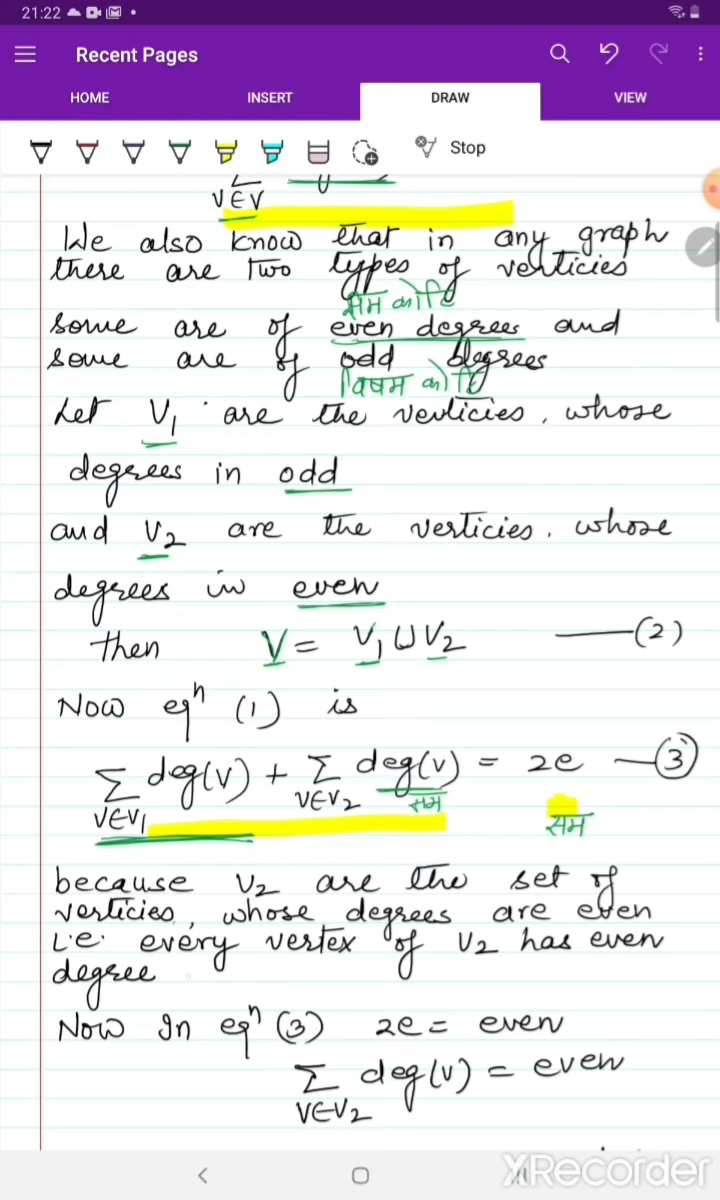 21:22
Recent Pages
HOME INSERT DRAW VIEW
Stop
V∈V
We also know that in any graph
there are two types of verticies
सम कोटि
some are of even degrees and
some are of odd degrees
विषम कोटि
Let V₁ are the verticies, whose
degrees in odd
and V₂ are the verticies, whose
degrees in even
then V = V₁ ∪ V₂ —(2)
Now eqⁿ (1) is
∑ deg(v) + ∑ deg(v) = 2e —(3)
V∈V₁ V∈V₂ सम सम
because V₂ are the set of
verticies, whose degrees are even
i.e. every vertex of V₂ has even
degree
Now In eqⁿ (3) 2e = even
∑ deg(v) = even
V∈V₂
XRecorder